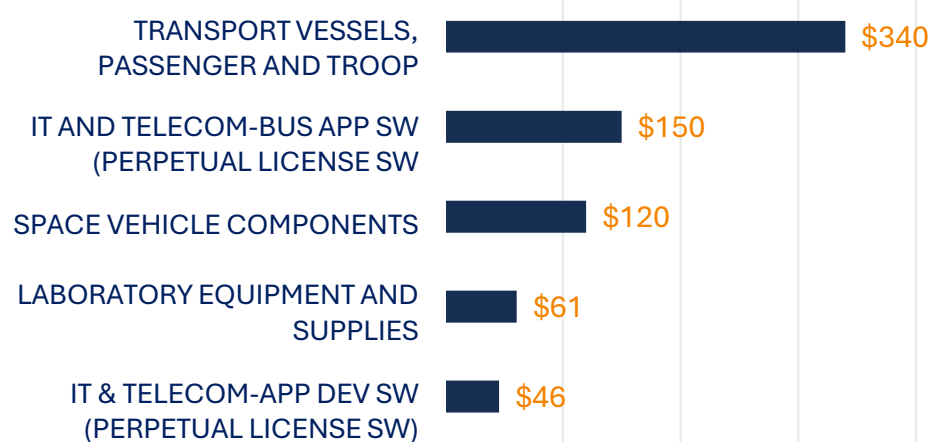 TRANSPORT VESSELS,
PASSENGER AND TROOP
$340
IT AND TELECOM-BUS APP SW
(PERPETUAL LICENSE SW
$150
SPACE VEHICLE COMPONENTS
$120
LABORATORY EQUIPMENT AND
SUPPLIES
$61
IT & TELECOM-APP DEV SW
(PERPETUAL LICENSE SW)
$46